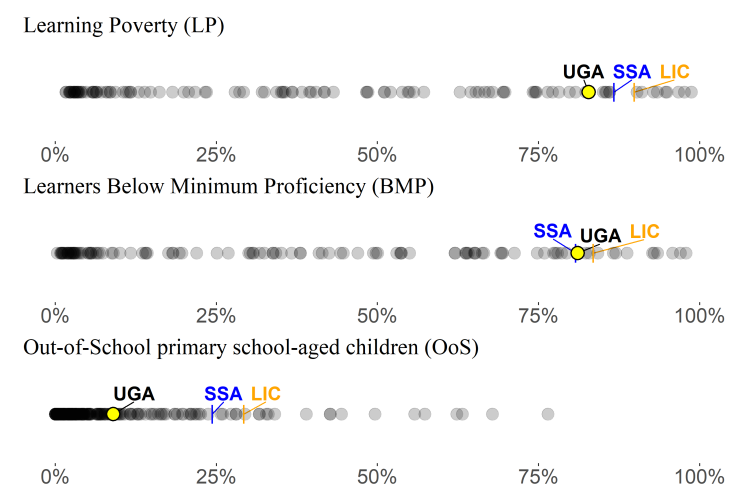 Learning Poverty (LP)
UGA SSA LIC
0% 25% 50% 75% 100%
Learners Below Minimum Proficiency (BMP)
SSA UGA LIC
0% 25% 50% 75% 100%
Out-of-School primary school-aged children (OoS)
UGA SSA LIC
0% 25% 50% 75% 100%